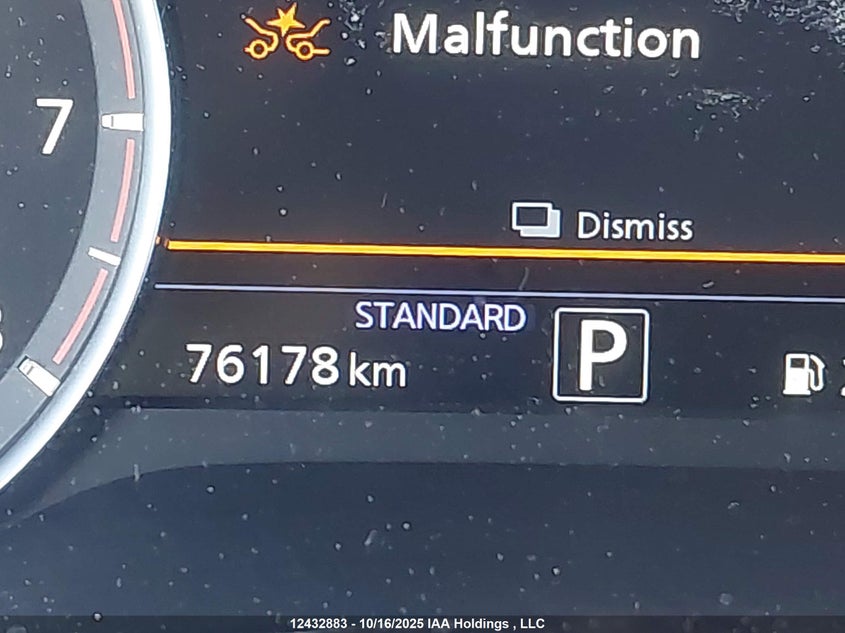 Malfunction
7
Dismiss
STANDARD
76178 km
P
12432883 - 10/16/2025 IAA Holdings , LLC